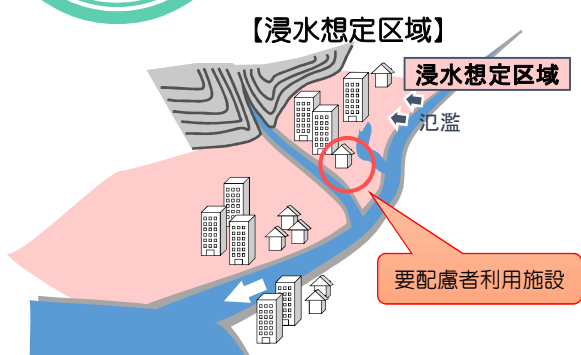 【浸水想定区域】
浸水想定区域
氾濫
要配慮者利用施設